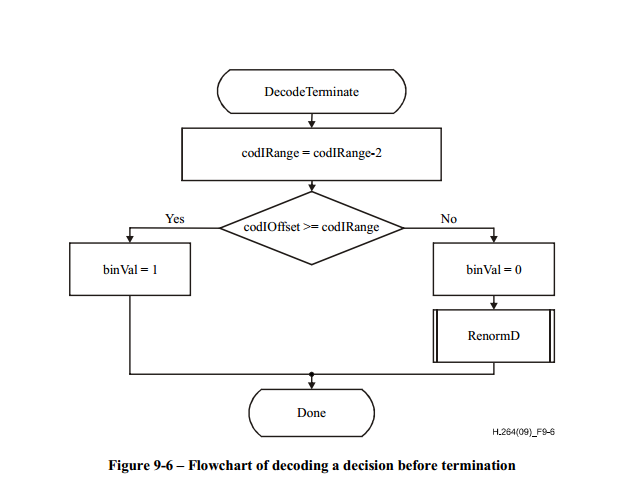 DecodeTerminate
codIRange = codIRange-2
codIOffset >= codIRange
Yes
No
binVal = 1
binVal = 0
RenormD
Done
H.264(09)_F9-6
Figure 9-6 – Flowchart of decoding a decision before termination